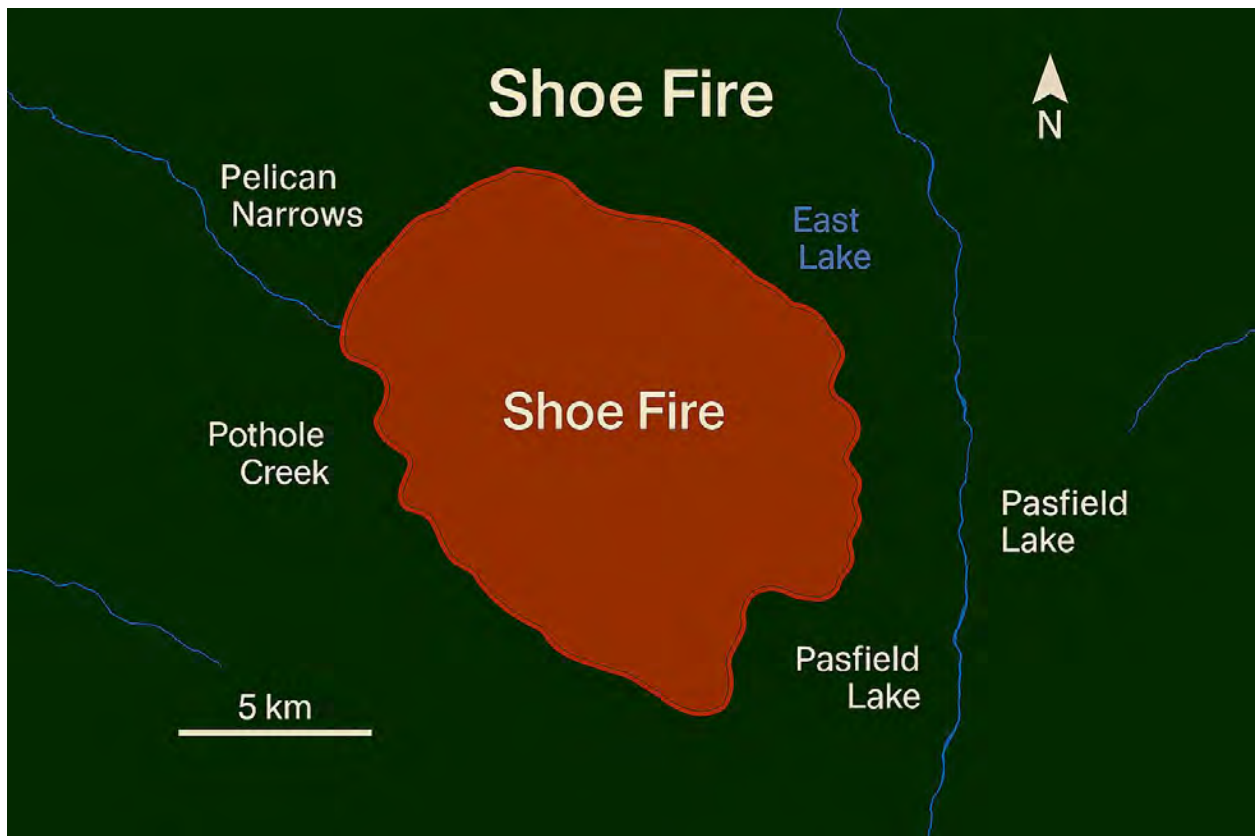 Shoe Fire
N
Pelican
Narrows
East
Lake
Shoe Fire
Pothole
Creek
Pasfield
Lake
Pasfield
Lake
5 km